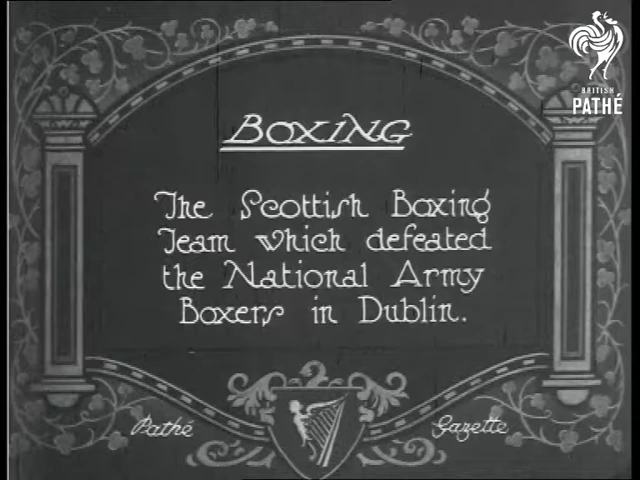 BRITISH
PATHÉ
BOXING
The Scottish Boxing
Team which defeated
the National Army
Boxers in Dublin.
Pathé Gazette